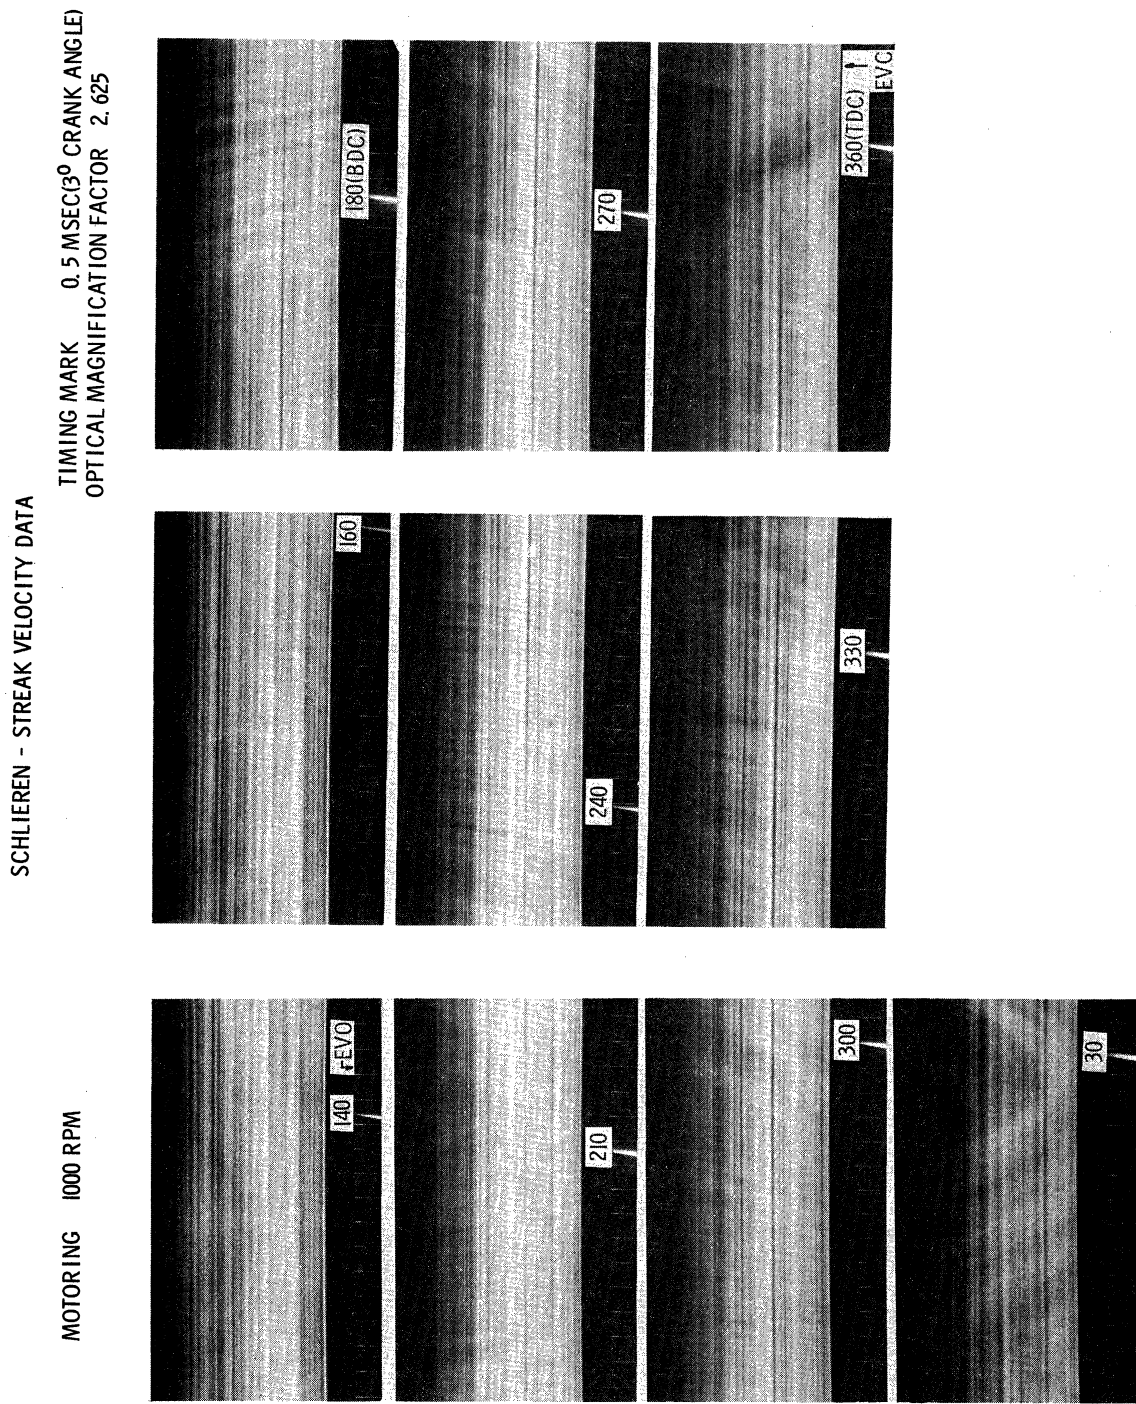 SCHLIEREN - STREAK VELOCITY DATA
MOTORING 1000 RPM
TIMING MARK 0.5 MSEC(3⁰ CRANK ANGLE)
OPTICAL MAGNIFICATION FACTOR 2.625
140
EVO
160
180(BDC)
210
240
270
300
330
360(TDC)
EVC
30